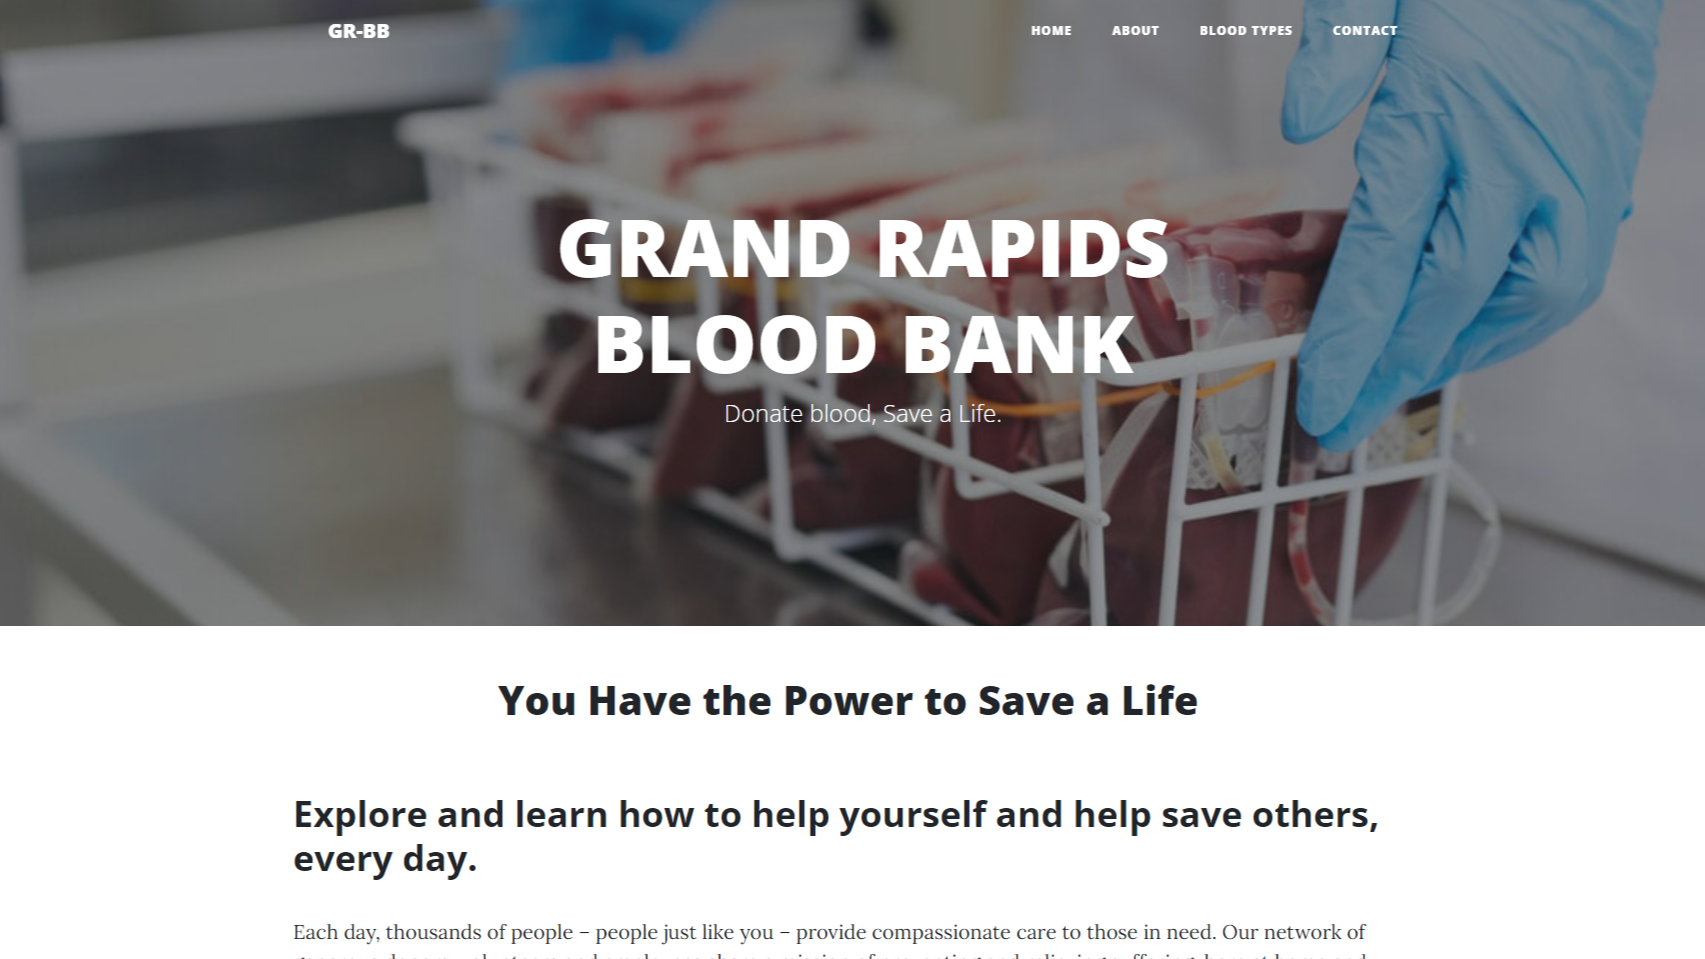 GR-BB
HOME ABOUT BLOOD TYPES CONTACT
GRAND RAPIDS
BLOOD BANK
Donate blood, Save a Life.
You Have the Power to Save a Life
Explore and learn how to help yourself and help save others,
every day.
Each day, thousands of people – people just like you – provide compassionate care to those in need. Our network of